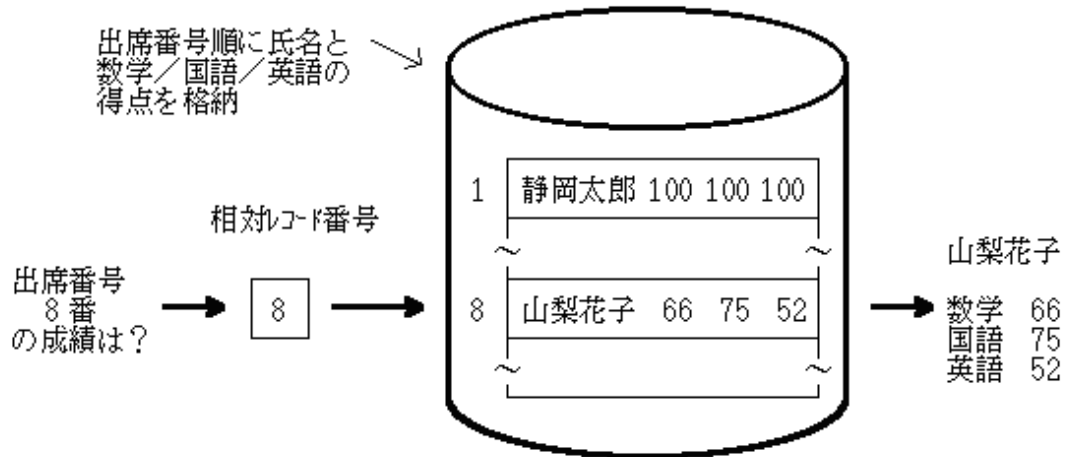 出席番号順に氏名と
数学／国語／英語の
得点を格納
1 静岡太郎 100 100 100
相対ﾚｺｰﾄﾞ番号
山梨花子
出席番号
8番
の成績は？
8
8 山梨花子 66 75 52
数学 66
国語 75
英語 52